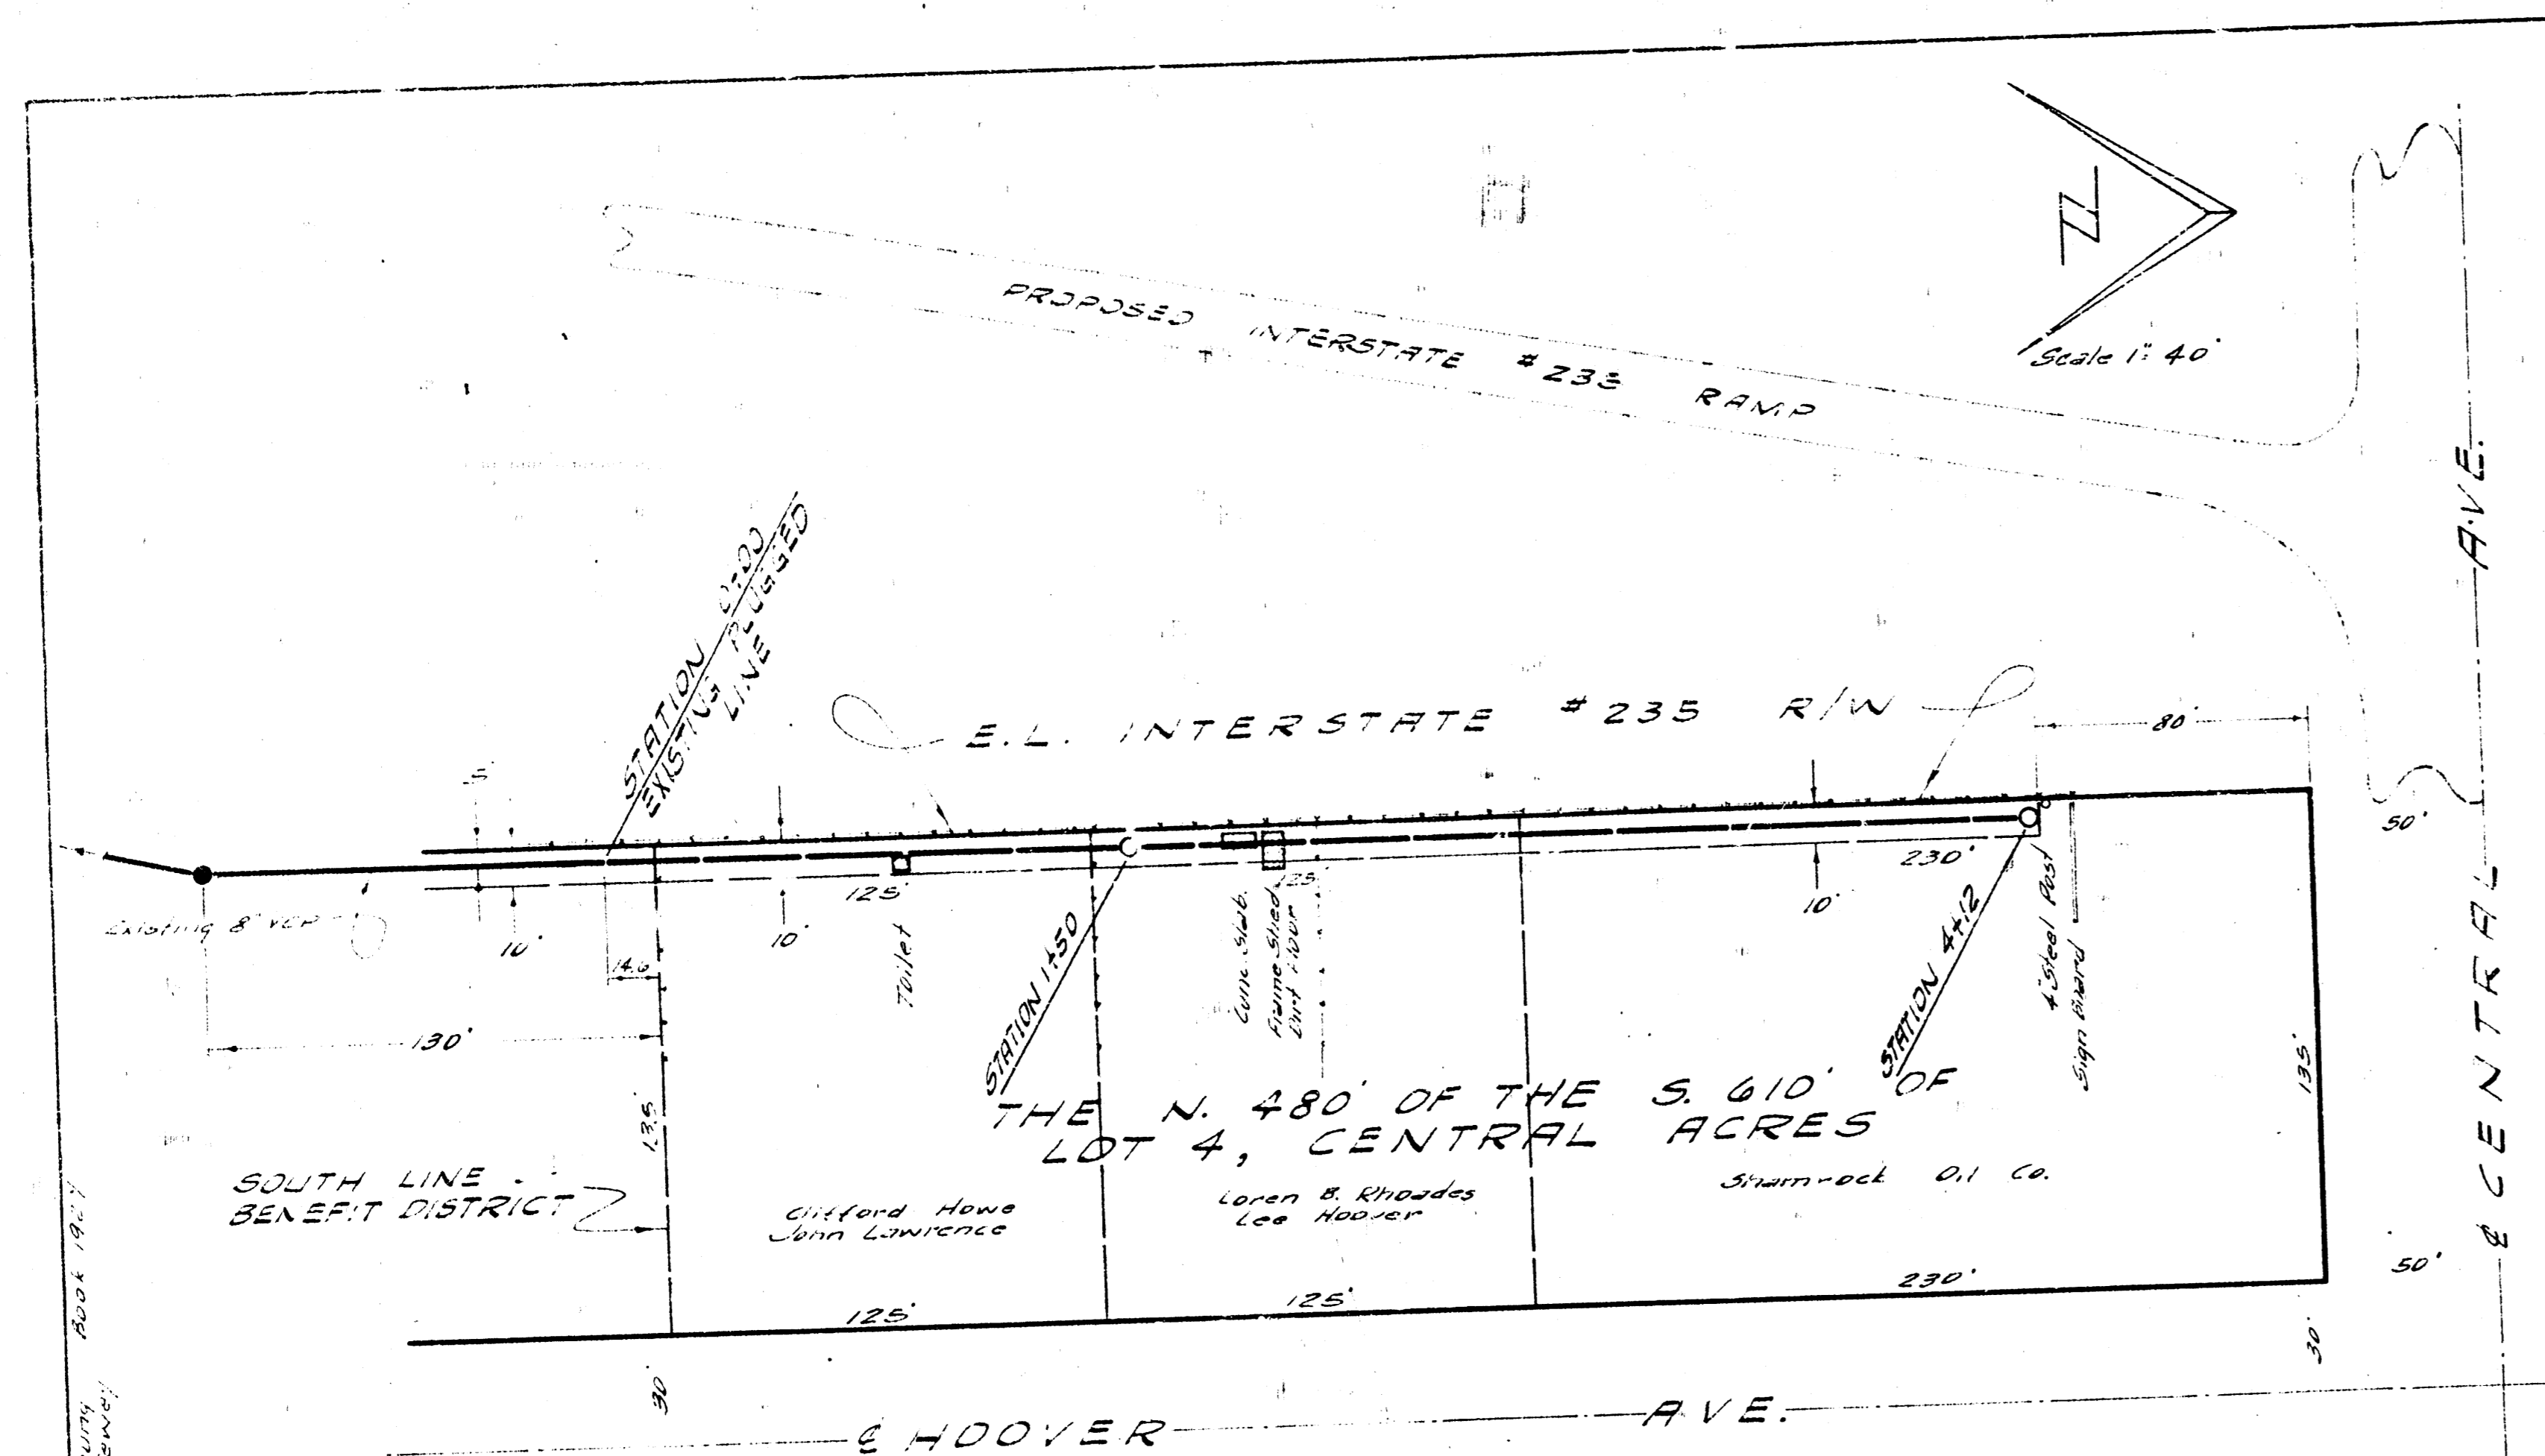 N
Scale 1": 40'
PROPOSED INTERSTATE #235 RAMP
STATION 0+00
EXISTING PLUGGED
LINE
E.L. INTERSTATE #235 R/W
80'
5'
50'
Existing 8" VCP
10'
14.6
10'
125'
Toilet
STATION 1+50
Conc. Slab.
Frame Shed
Dirt Floor
125'
10'
230'
STATION 4+12
4" Steel Post
Sign Board
130'
135'
135'
THE N. 480' OF THE S. 610' OF
LOT 4, CENTRAL ACRES
SOUTH LINE
BENEFIT DISTRICT
Clifford Howe
John Lawrence
Loren B. Rhoades
Lee Hoover
Shamrock Oil Co.
125'
125'
230'
50'
30'
30'
℄ HOOVER AVE.
℄ CENTRAL AVE.